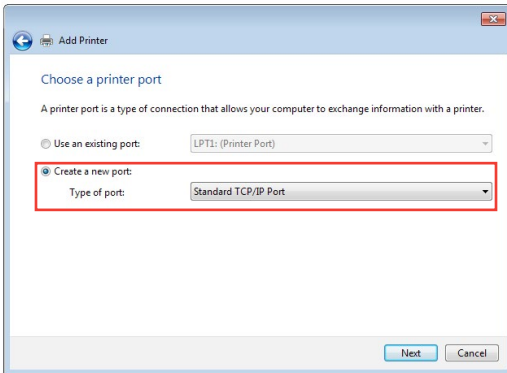 Add Printer
Choose a printer port
A printer port is a type of connection that allows your computer to exchange information with a printer.
Use an existing port: LPT1: (Printer Port)
Create a new port:
Type of port: Standard TCP/IP Port
Next Cancel